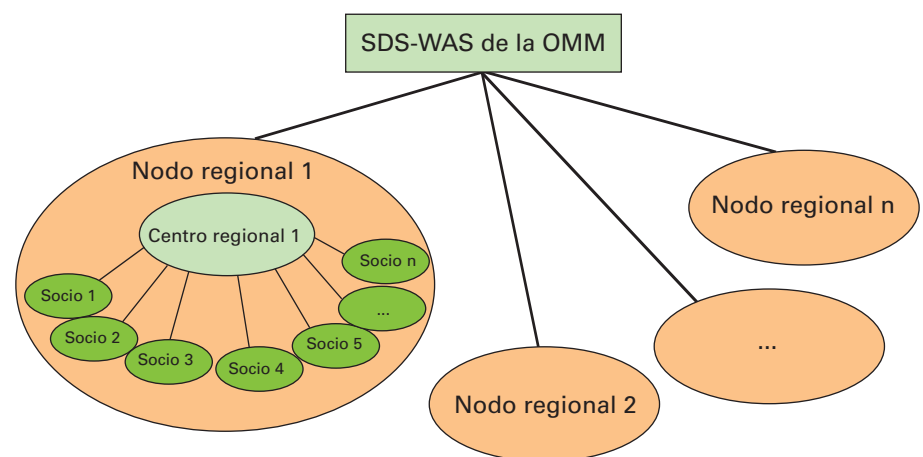 SDS-WAS de la OMM
Nodo regional 1
Centro regional 1
Socio 1
Socio 2
Socio 3
Socio 4
Socio 5
...
Socio n
Nodo regional 2
...
Nodo regional n